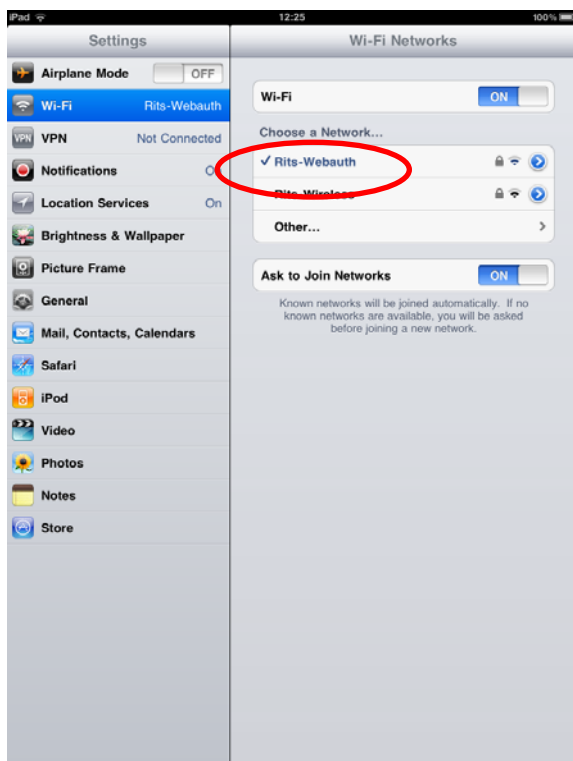 iPad 12:25 100%
Settings
Airplane Mode OFF
Wi-Fi Rits-Webauth
VPN VPN Not Connected
Notifications
Location Services On
Brightness & Wallpaper
Picture Frame
General
Mail, Contacts, Calendars
Safari
iPod
Video
Photos
Notes
Store
Wi-Fi Networks
Wi-Fi ON
Choose a Network...
✓ Rits-Webauth
Rits-Wireless
Other...
Ask to Join Networks ON
Known networks will be joined automatically. If no
known networks are available, you will be asked
before joining a new network.